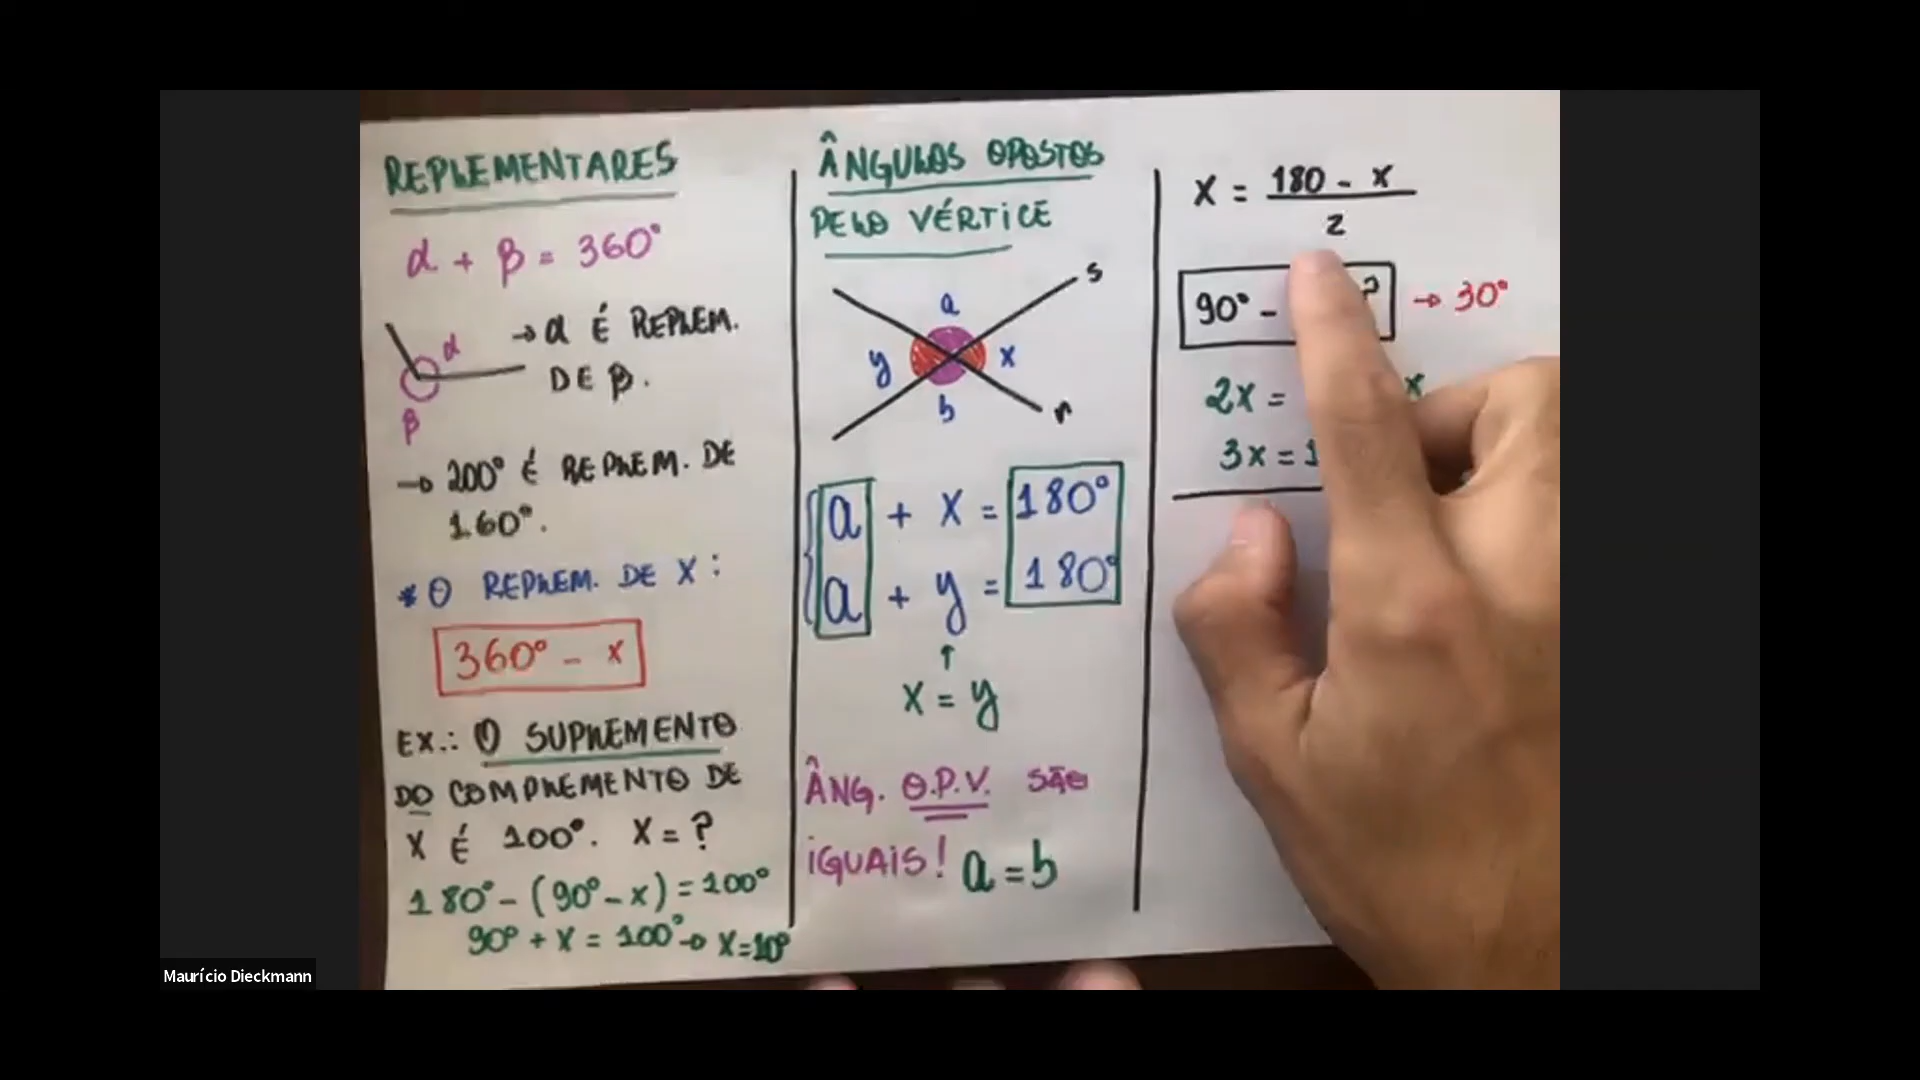 REPLEMENTARES
α + β = 360°
α
β
→ α É REPLEM.
DE β.
→ 200° É REPLEM. DE
160°.
* O REPLEM. DE X :
360° - x
EX.: O SUPLEMENTO
DO COMPLEMENTO DE
X É 100°. X = ?
180° - (90° - x) = 100°
90° + x = 100° → x = 10°
ÂNGULOS OPOSTOS
PELO VÉRTICE
s
a
y
x
b
r
a + x = 180°
a + y = 180°
↑
x = y
ÂNG. O.P.V. SÃO
iGUAiS! a = b
X = 180 - x
2
90° - ? → 30°
2x = x
3x = 1
Maurício Dieckmann